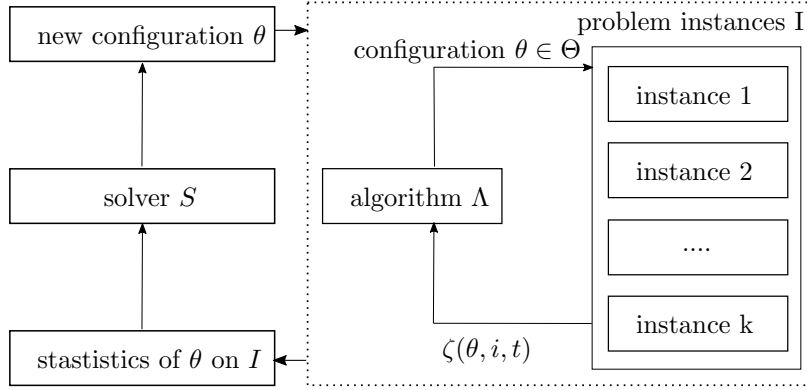 new configuration θ
solver S
stastistics of θ on I
problem instances I
configuration θ ∈ Θ
algorithm Λ
ζ(θ, i, t)
instance 1
instance 2
....
instance k